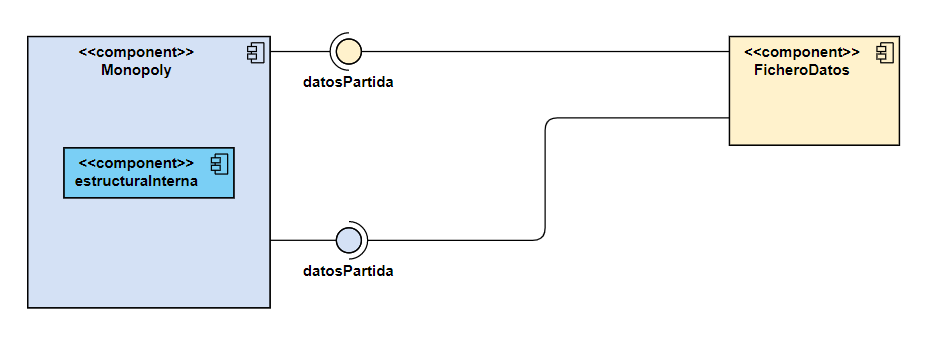 <<component>>
Monopoly
datosPartida
<<component>>
FicheroDatos
<<component>>
estructuraInterna
datosPartida